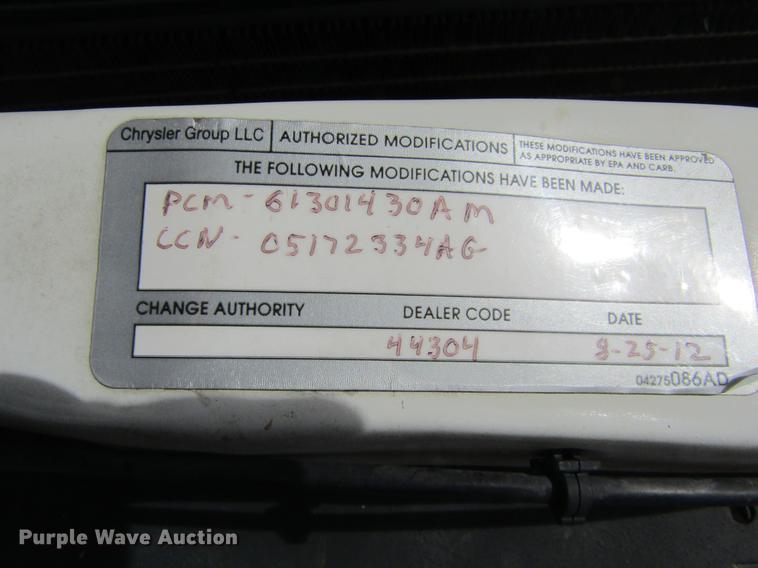 Chrysler Group LLC AUTHORIZED MODIFICATIONS THESE MODIFICATIONS HAVE BEEN APPROVED
AS APPROPRIATE BY EPA AND CARB.
THE FOLLOWING MODIFICATIONS HAVE BEEN MADE:
PCM- 61301430AM
CCN- 05172334AG
CHANGE AUTHORITY DEALER CODE DATE
44304 8-25-12
04275086AD
Purple Wave Auction